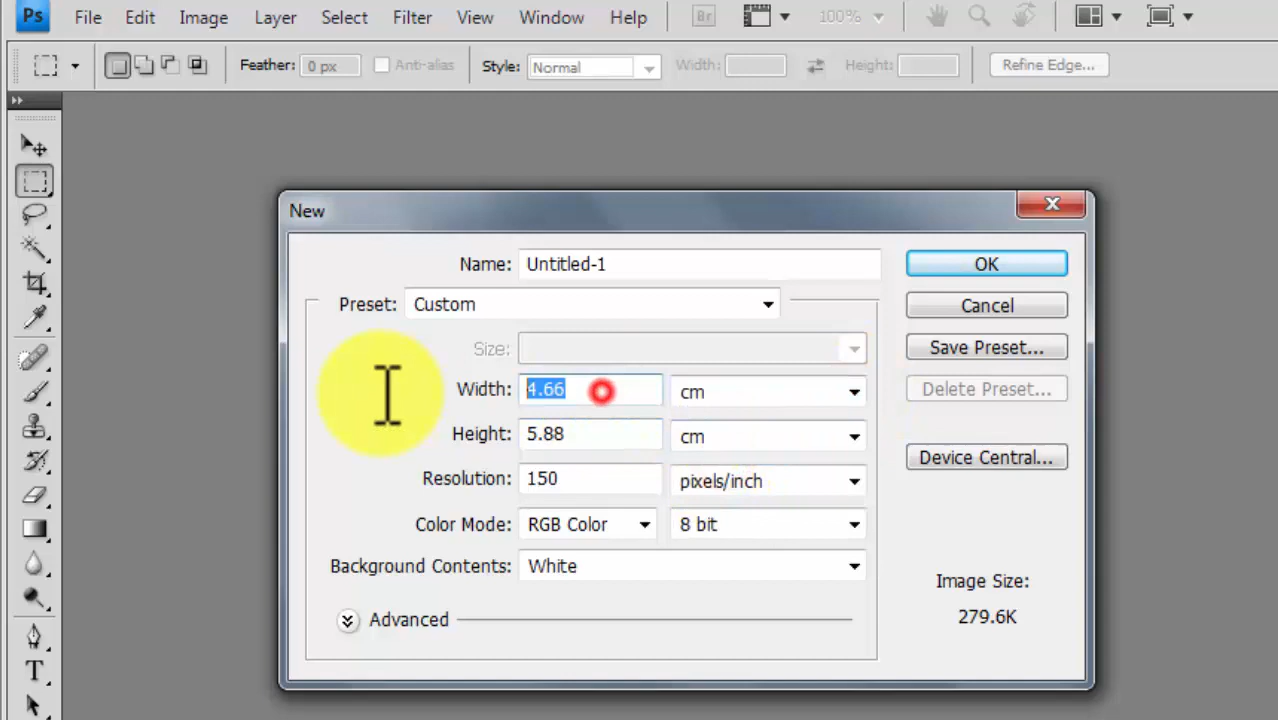 Ps File Edit Image Layer Select Filter View Window Help Br 100%
Feather: 0 px Anti-alias Style: Normal Width: Height: Refine Edge...
New
Name: Untitled-1 OK
Preset: Custom Cancel
Size: Save Preset...
Width: 4.66 cm Delete Preset...
Height: 5.88 cm
Device Central...
Resolution: 150 pixels/inch
Color Mode: RGB Color 8 bit
Background Contents: White
Image Size:
279.6K
Advanced
T